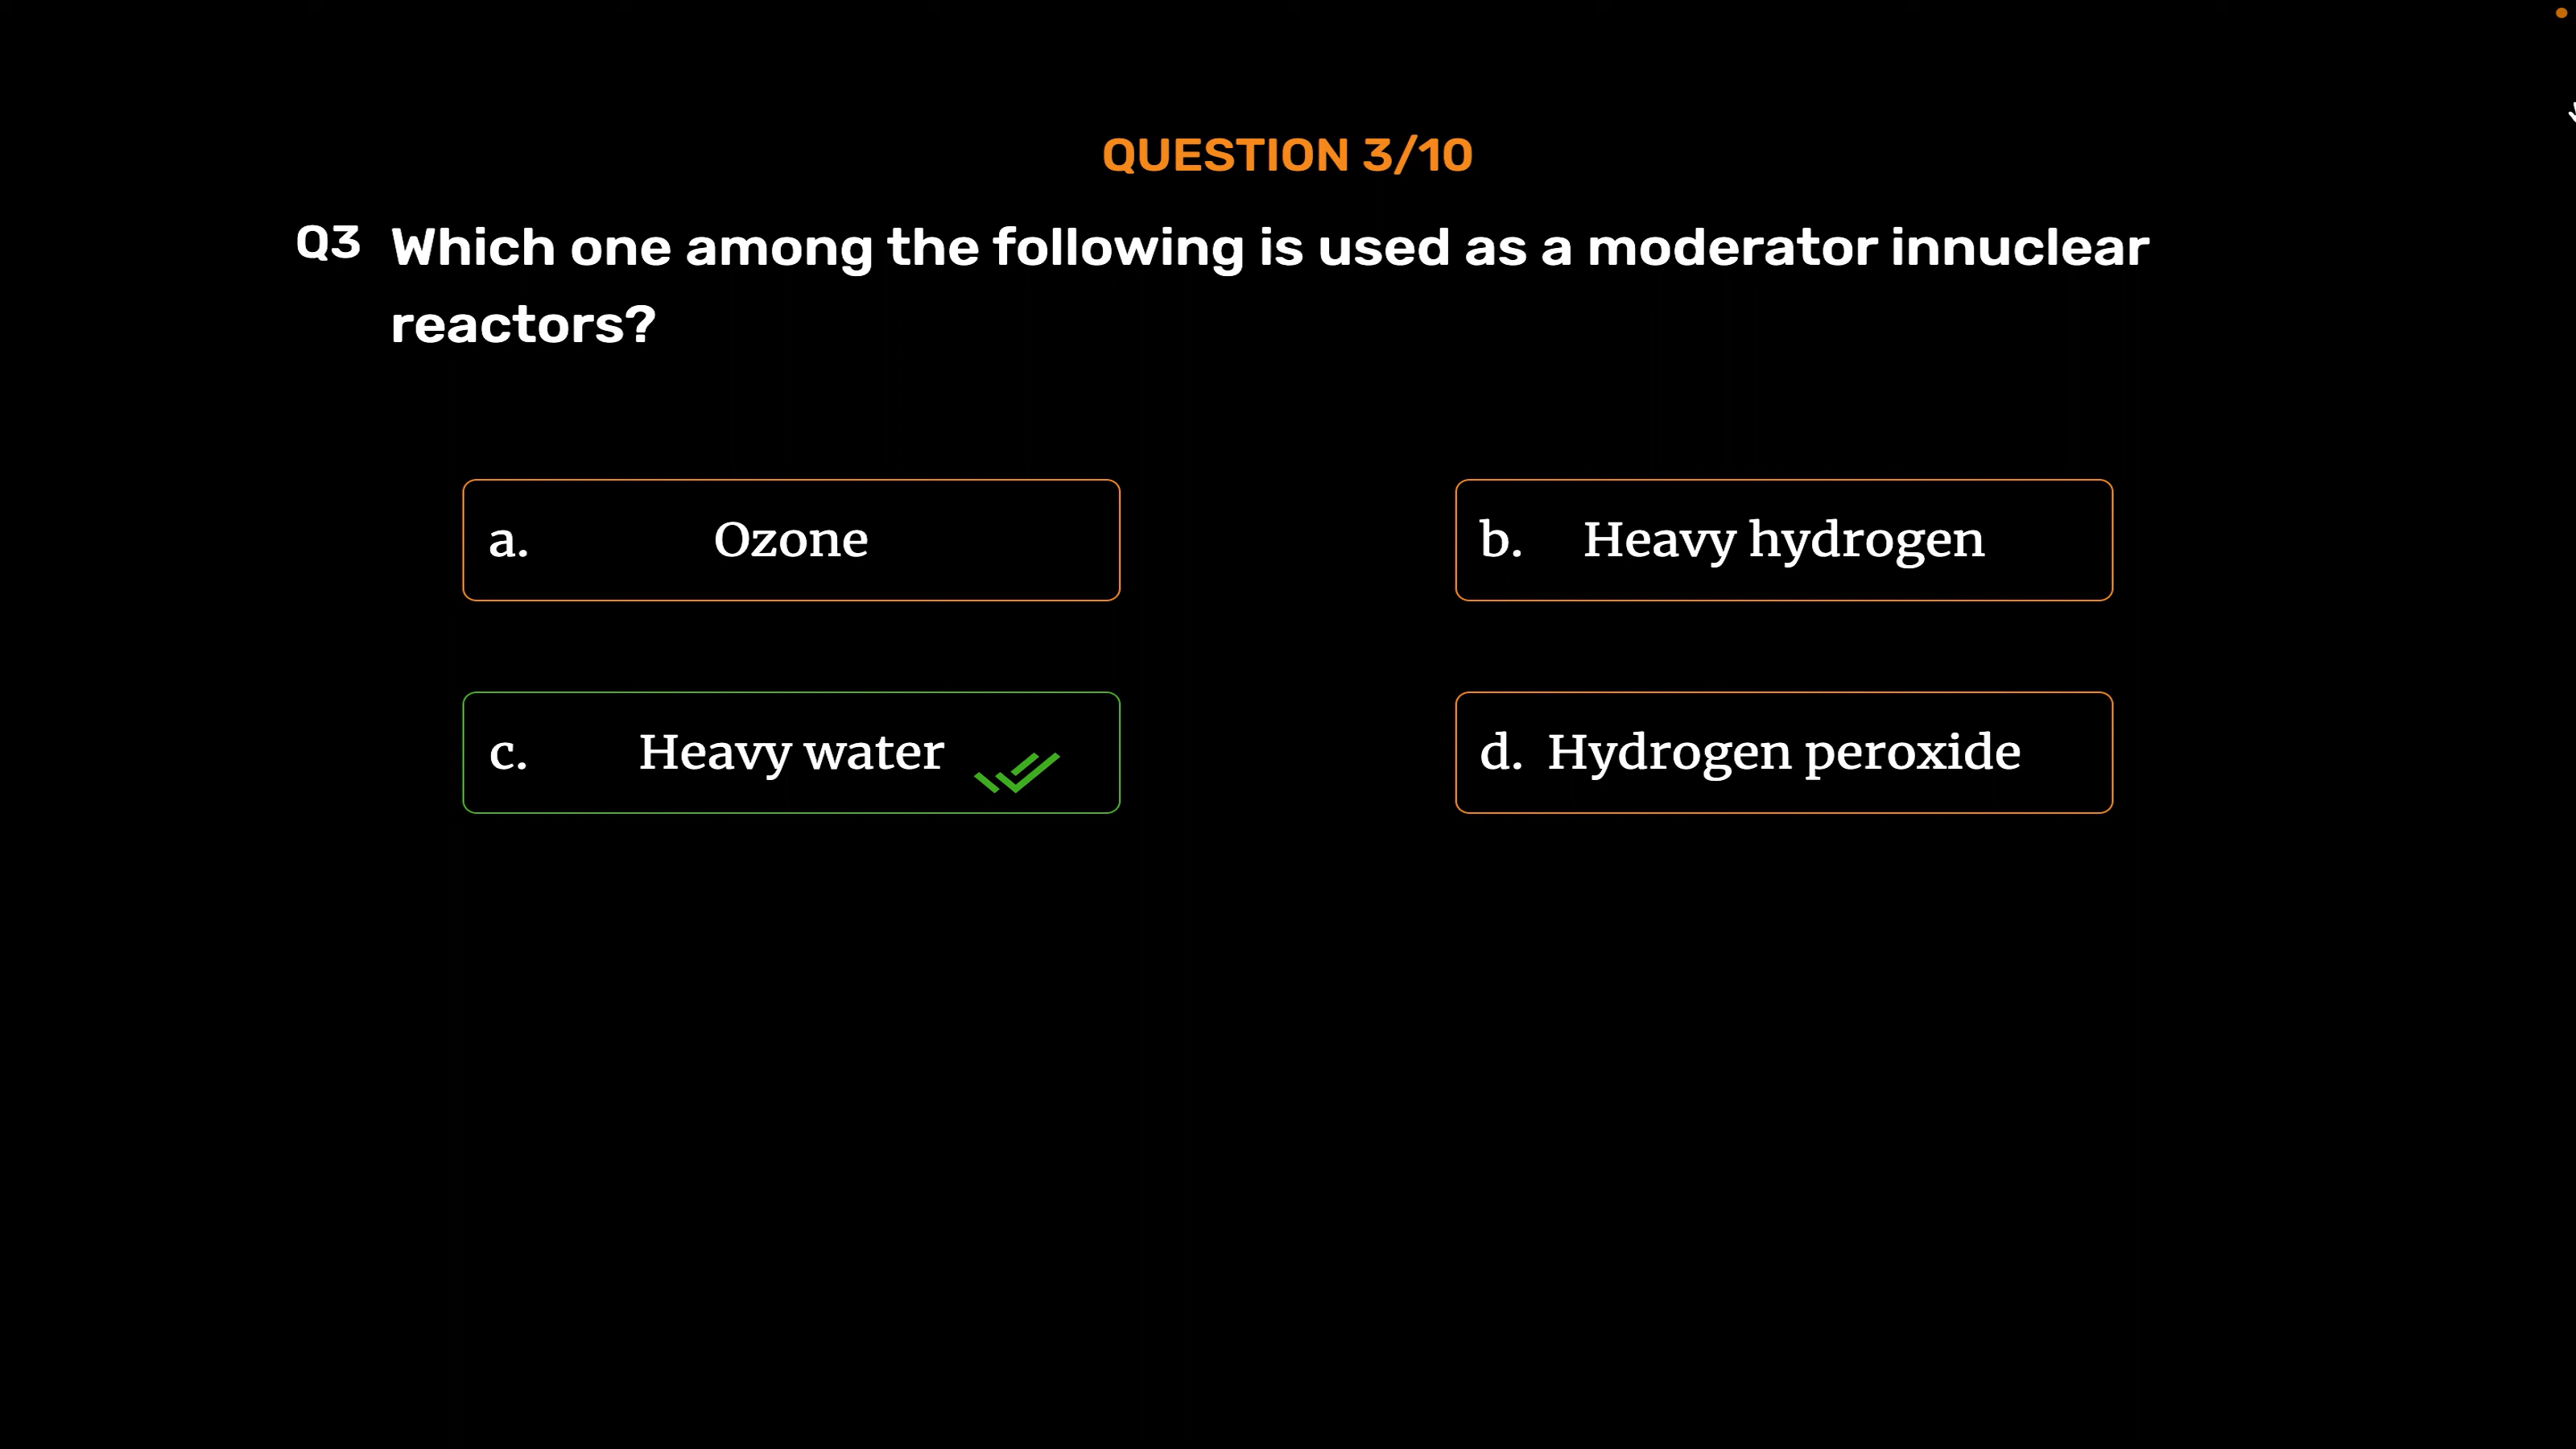 QUESTION 3/10
Q3 Which one among the following is used as a moderator innuclear
reactors?
a. Ozone
b. Heavy hydrogen
c. Heavy water
d. Hydrogen peroxide